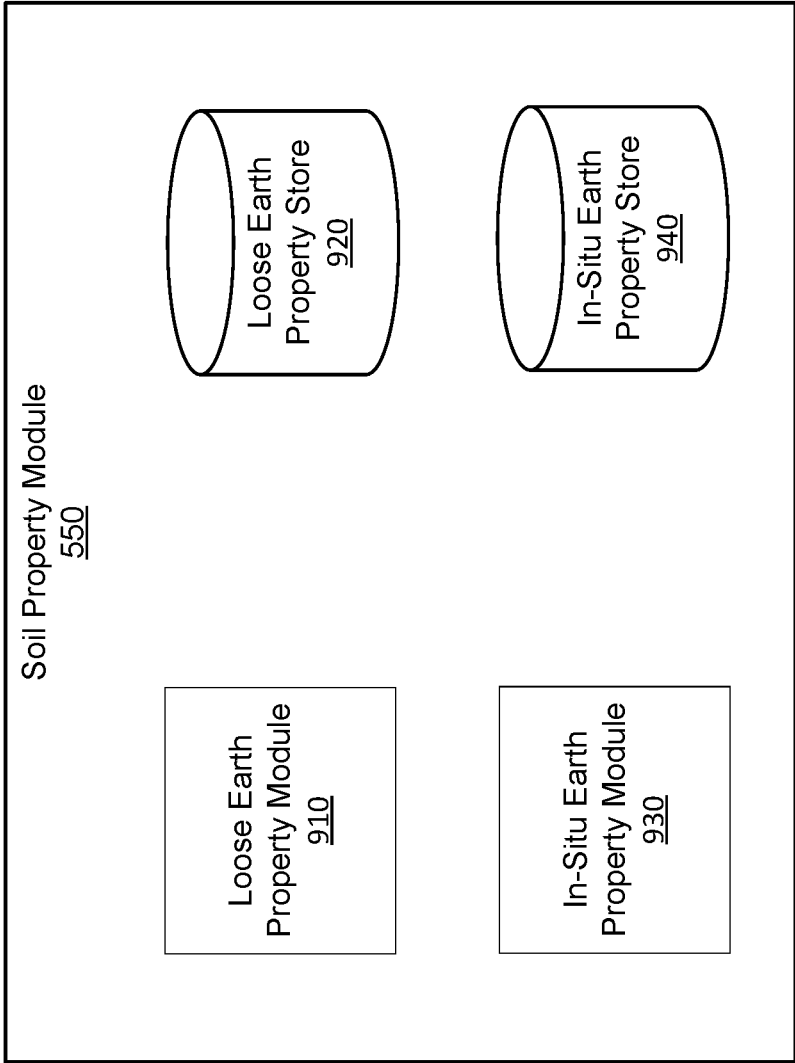 Soil Property Module
550
Loose Earth
Property Module
910
Loose Earth
Property Store
920
In-Situ Earth
Property Module
930
In-Situ Earth
Property Store
940